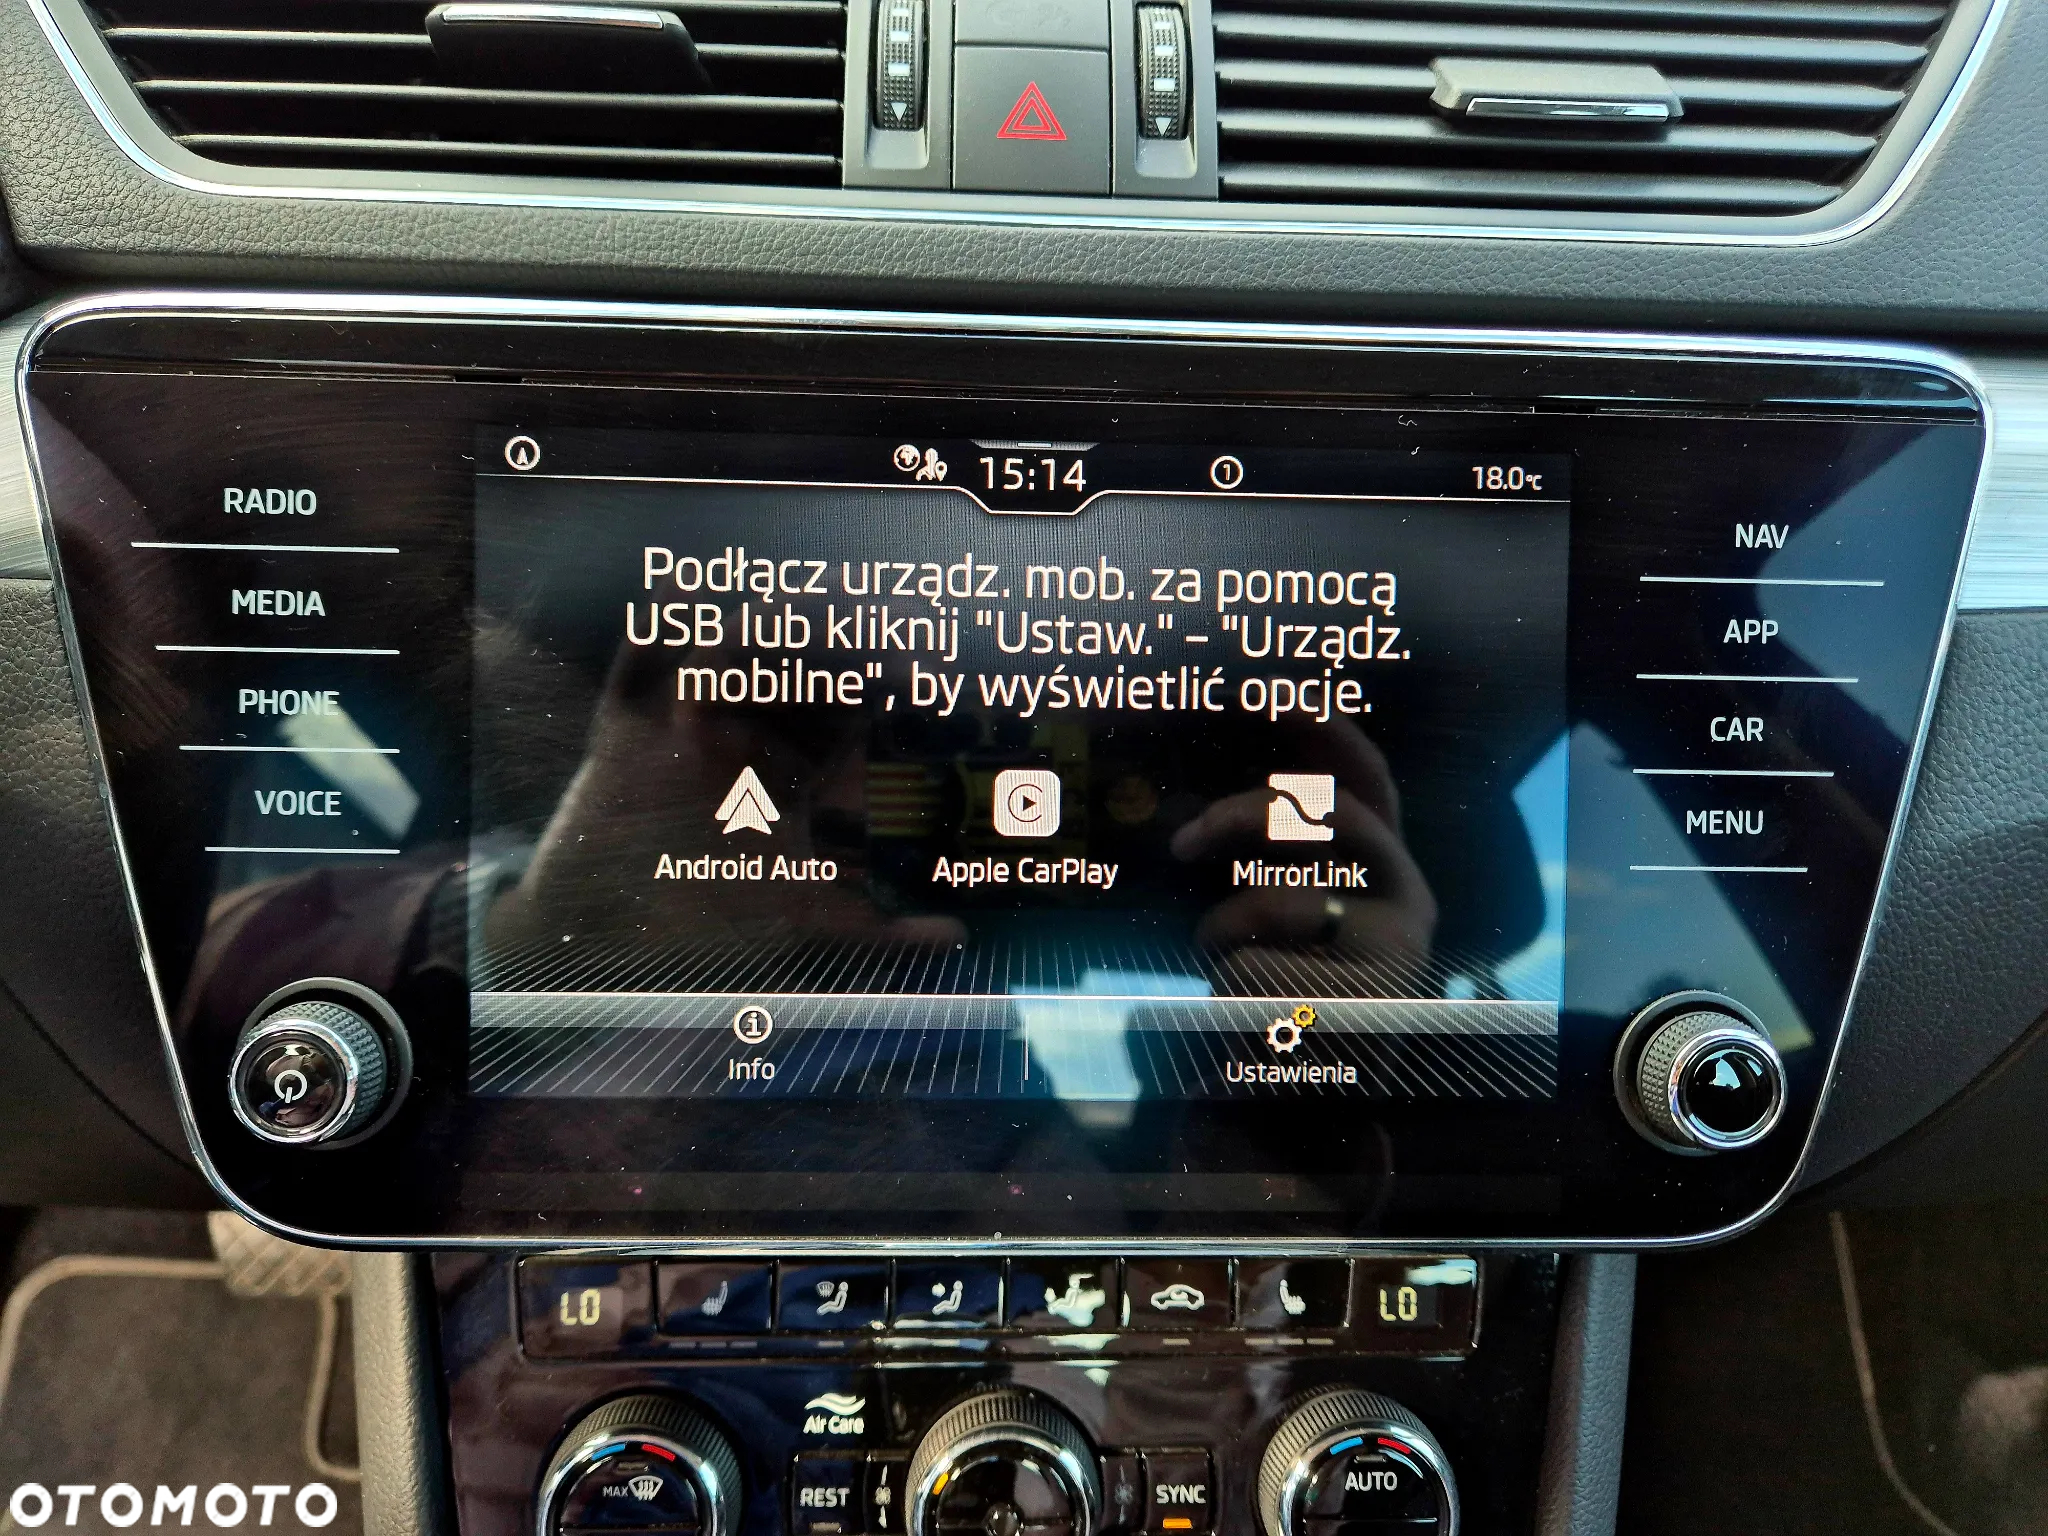 RADIO
MEDIA
PHONE
VOICE
15:14
1
18.0°C
Podłącz urządz. mob. za pomocą
USB lub kliknij "Ustaw." – "Urządz.
mobilne", by wyświetlić opcje.
Android Auto
Apple CarPlay
MirrorLink
Info
Ustawienia
NAV
APP
CAR
MENU
LO
LO
Air Care
MAX
REST
SYNC
AUTO
OTOMOTO